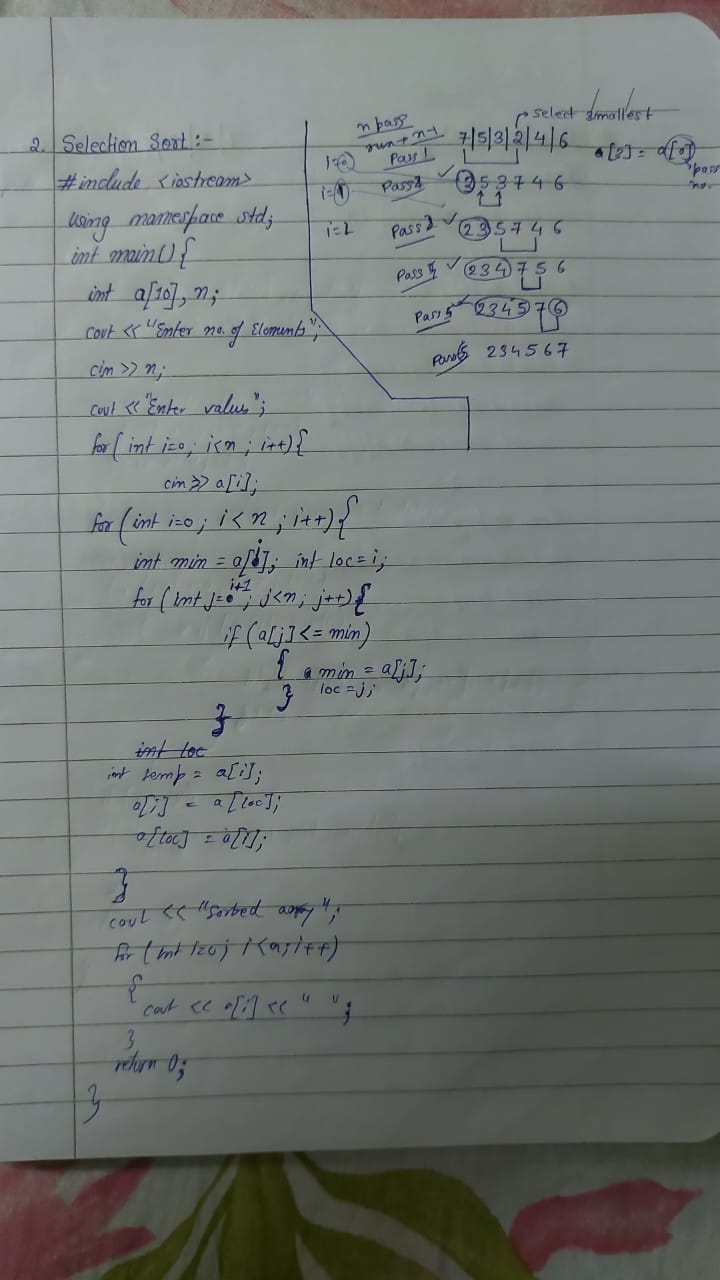 2. Selection Sort :-
#include <iostream>
using mamespace std;
int main() {
int a[10], n;
cout << "Enter no. of Elements";
cin >> n;
cout << "Enter value";
for( int i=0; i<n ; i++){
cin >> a[i];
for (int i=0; i<n ; i++){
int min = a[i]; int loc = i;
for (int j=i+1; j<n; j++){
if (a[j] <= min)
{ min = a[j];
} loc = j;
}
int loc
int temp = a[i];
a[i] = a[loc];
a[loc] = a[i];
}
cout << "Sorted array";
for (int i=0; i<n; i++)
{
cout << a[i] << " ";
}
return 0;
}
n pass
run → n-1
select smallest
i=0 Pass 1 7|5|3|2|4|6 a[3] = a[0]
pass no.
i=1 Pass 2 5 3 7 4 6
i=2 Pass 2 3 5 7 4 6
Pass 2 3 4 7 5 6
Pass 5 2 3 4 5 7 6
Pass 2 3 4 5 6 7